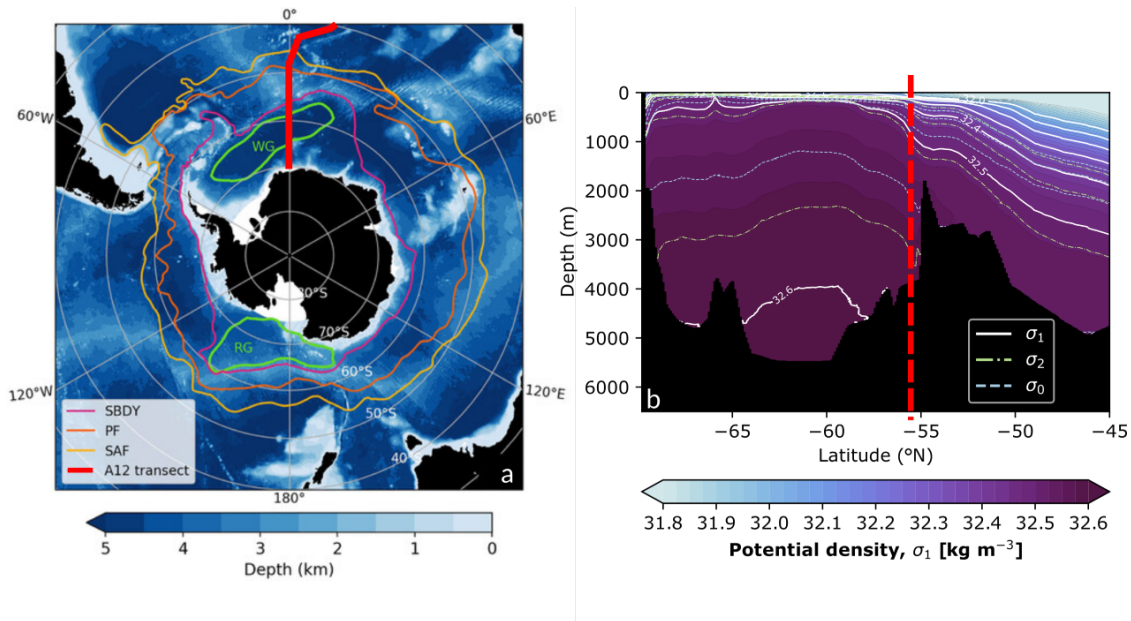 0°
60°W
60°E
WG
80°S
70°S
RG
60°S
120°W
120°E
50°S
40°S
SBDY
PF
SAF
A12 transect
a
180°
5 4 3 2 1 0
Depth (km)
0
1000
2000
3000
4000
5000
6000
Depth (m)
32.0
32.4
32.5
32.6
σ₁
σ₂
σ₀
b
−65 −60 −55 −50 −45
Latitude (°N)
31.8 31.9 32.0 32.1 32.2 32.3 32.4 32.5 32.6
Potential density, σ₁ [kg m⁻³]